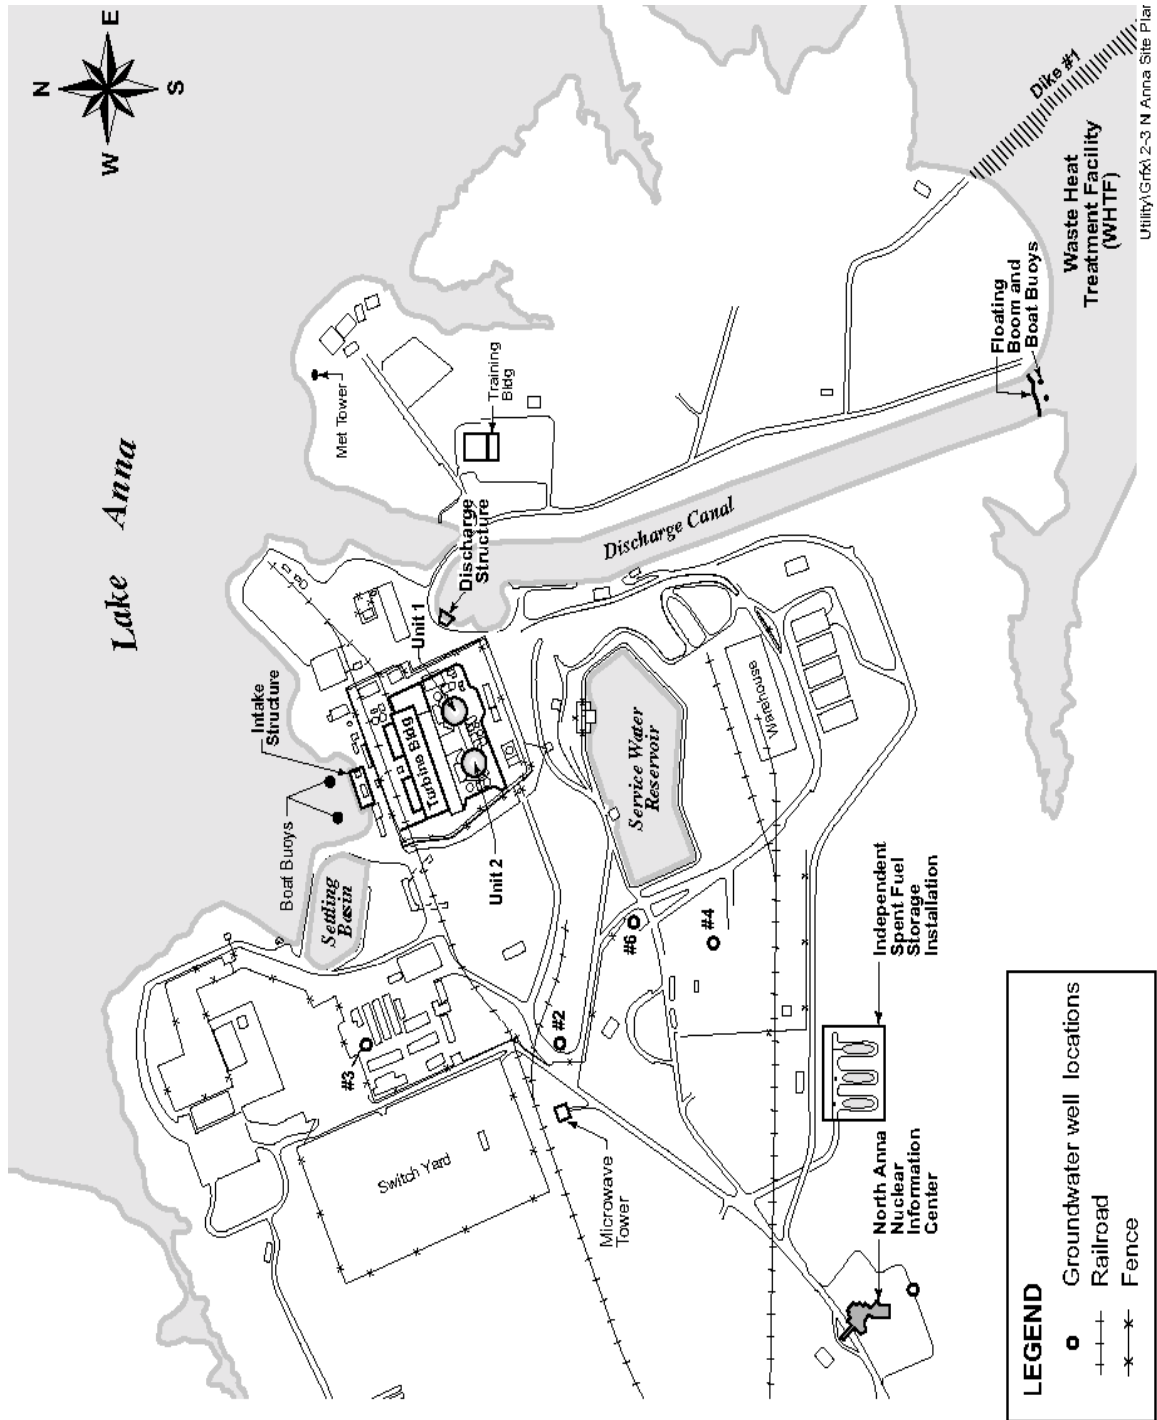 N
E
S
W
Lake Anna
Utility\Grfx\2-3 N Anna Site Plan
Dike #1
Waste Heat
Treatment Facility
(WHTF)
Floating
Boom and
Boat Buoys
Met Tower
Training
Bldg
Discharge
Structure
Discharge Canal
Unit 1
Intake
Structure
Turbine Bldg
Boat Buoys
Unit 2
Settling
Basin
Service Water
Reservoir
Warehouse
#6
#4
#2
#3
Independent
Spent Fuel
Storage
Installation
Switch Yard
Microwave
Tower
North Anna
Nuclear
Information
Center
LEGEND
Groundwater well locations
Railroad
Fence